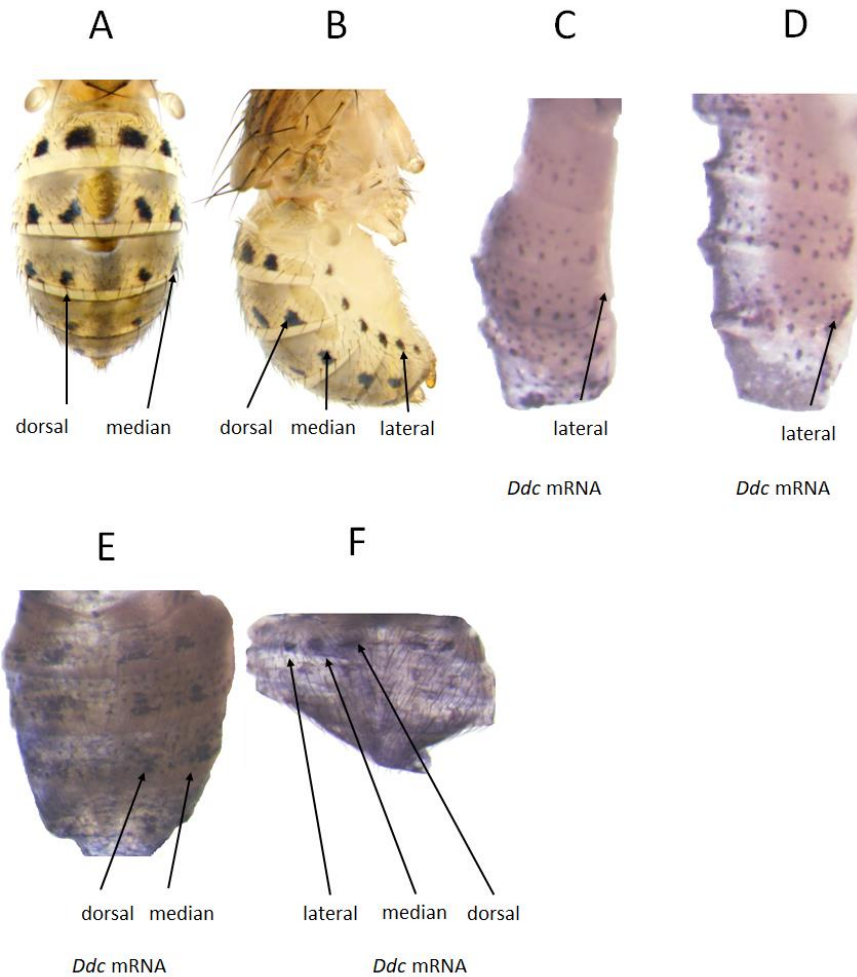 A B C D
dorsal median
dorsal median lateral
lateral
lateral
Ddc mRNA
Ddc mRNA
E F
dorsal median
lateral median dorsal
Ddc mRNA
Ddc mRNA